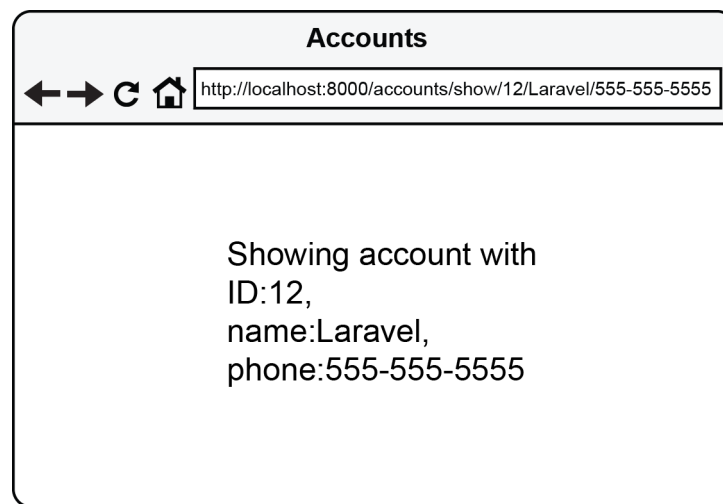 Accounts
http://localhost:8000/accounts/show/12/Laravel/555-555-5555
Showing account with
ID:12,
name:Laravel,
phone:555-555-5555